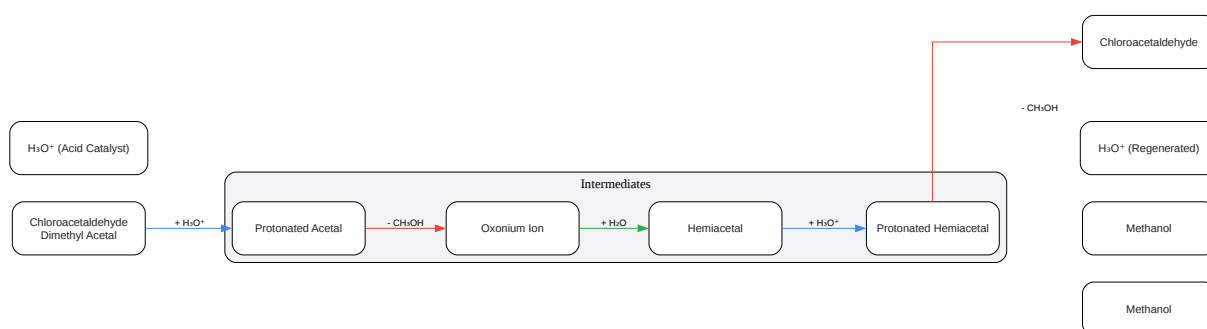 Chloroacetaldehyde
- CH₃OH
H₃O⁺ (Acid Catalyst)
H₃O⁺ (Regenerated)
Intermediates
Chloroacetaldehyde
Dimethyl Acetal
+ H₃O⁺
Protonated Acetal
- CH₃OH
Oxonium Ion
+ H₂O
Hemiacetal
+ H₃O⁺
Protonated Hemiacetal
Methanol
Methanol